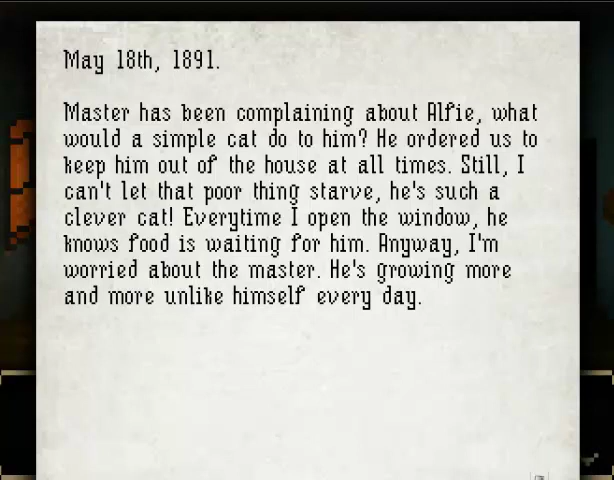 May 18th, 1891.
Master has been complaining about Alfie, what
would a simple cat do to him? He ordered us to
keep him out of the house at all times. Still, I
can't let that poor thing starve, he's such a
clever cat! Everytime I open the window, he
knows food is waiting for him. Anyway, I'm
worried about the master. He's growing more
and more unlike himself every day.